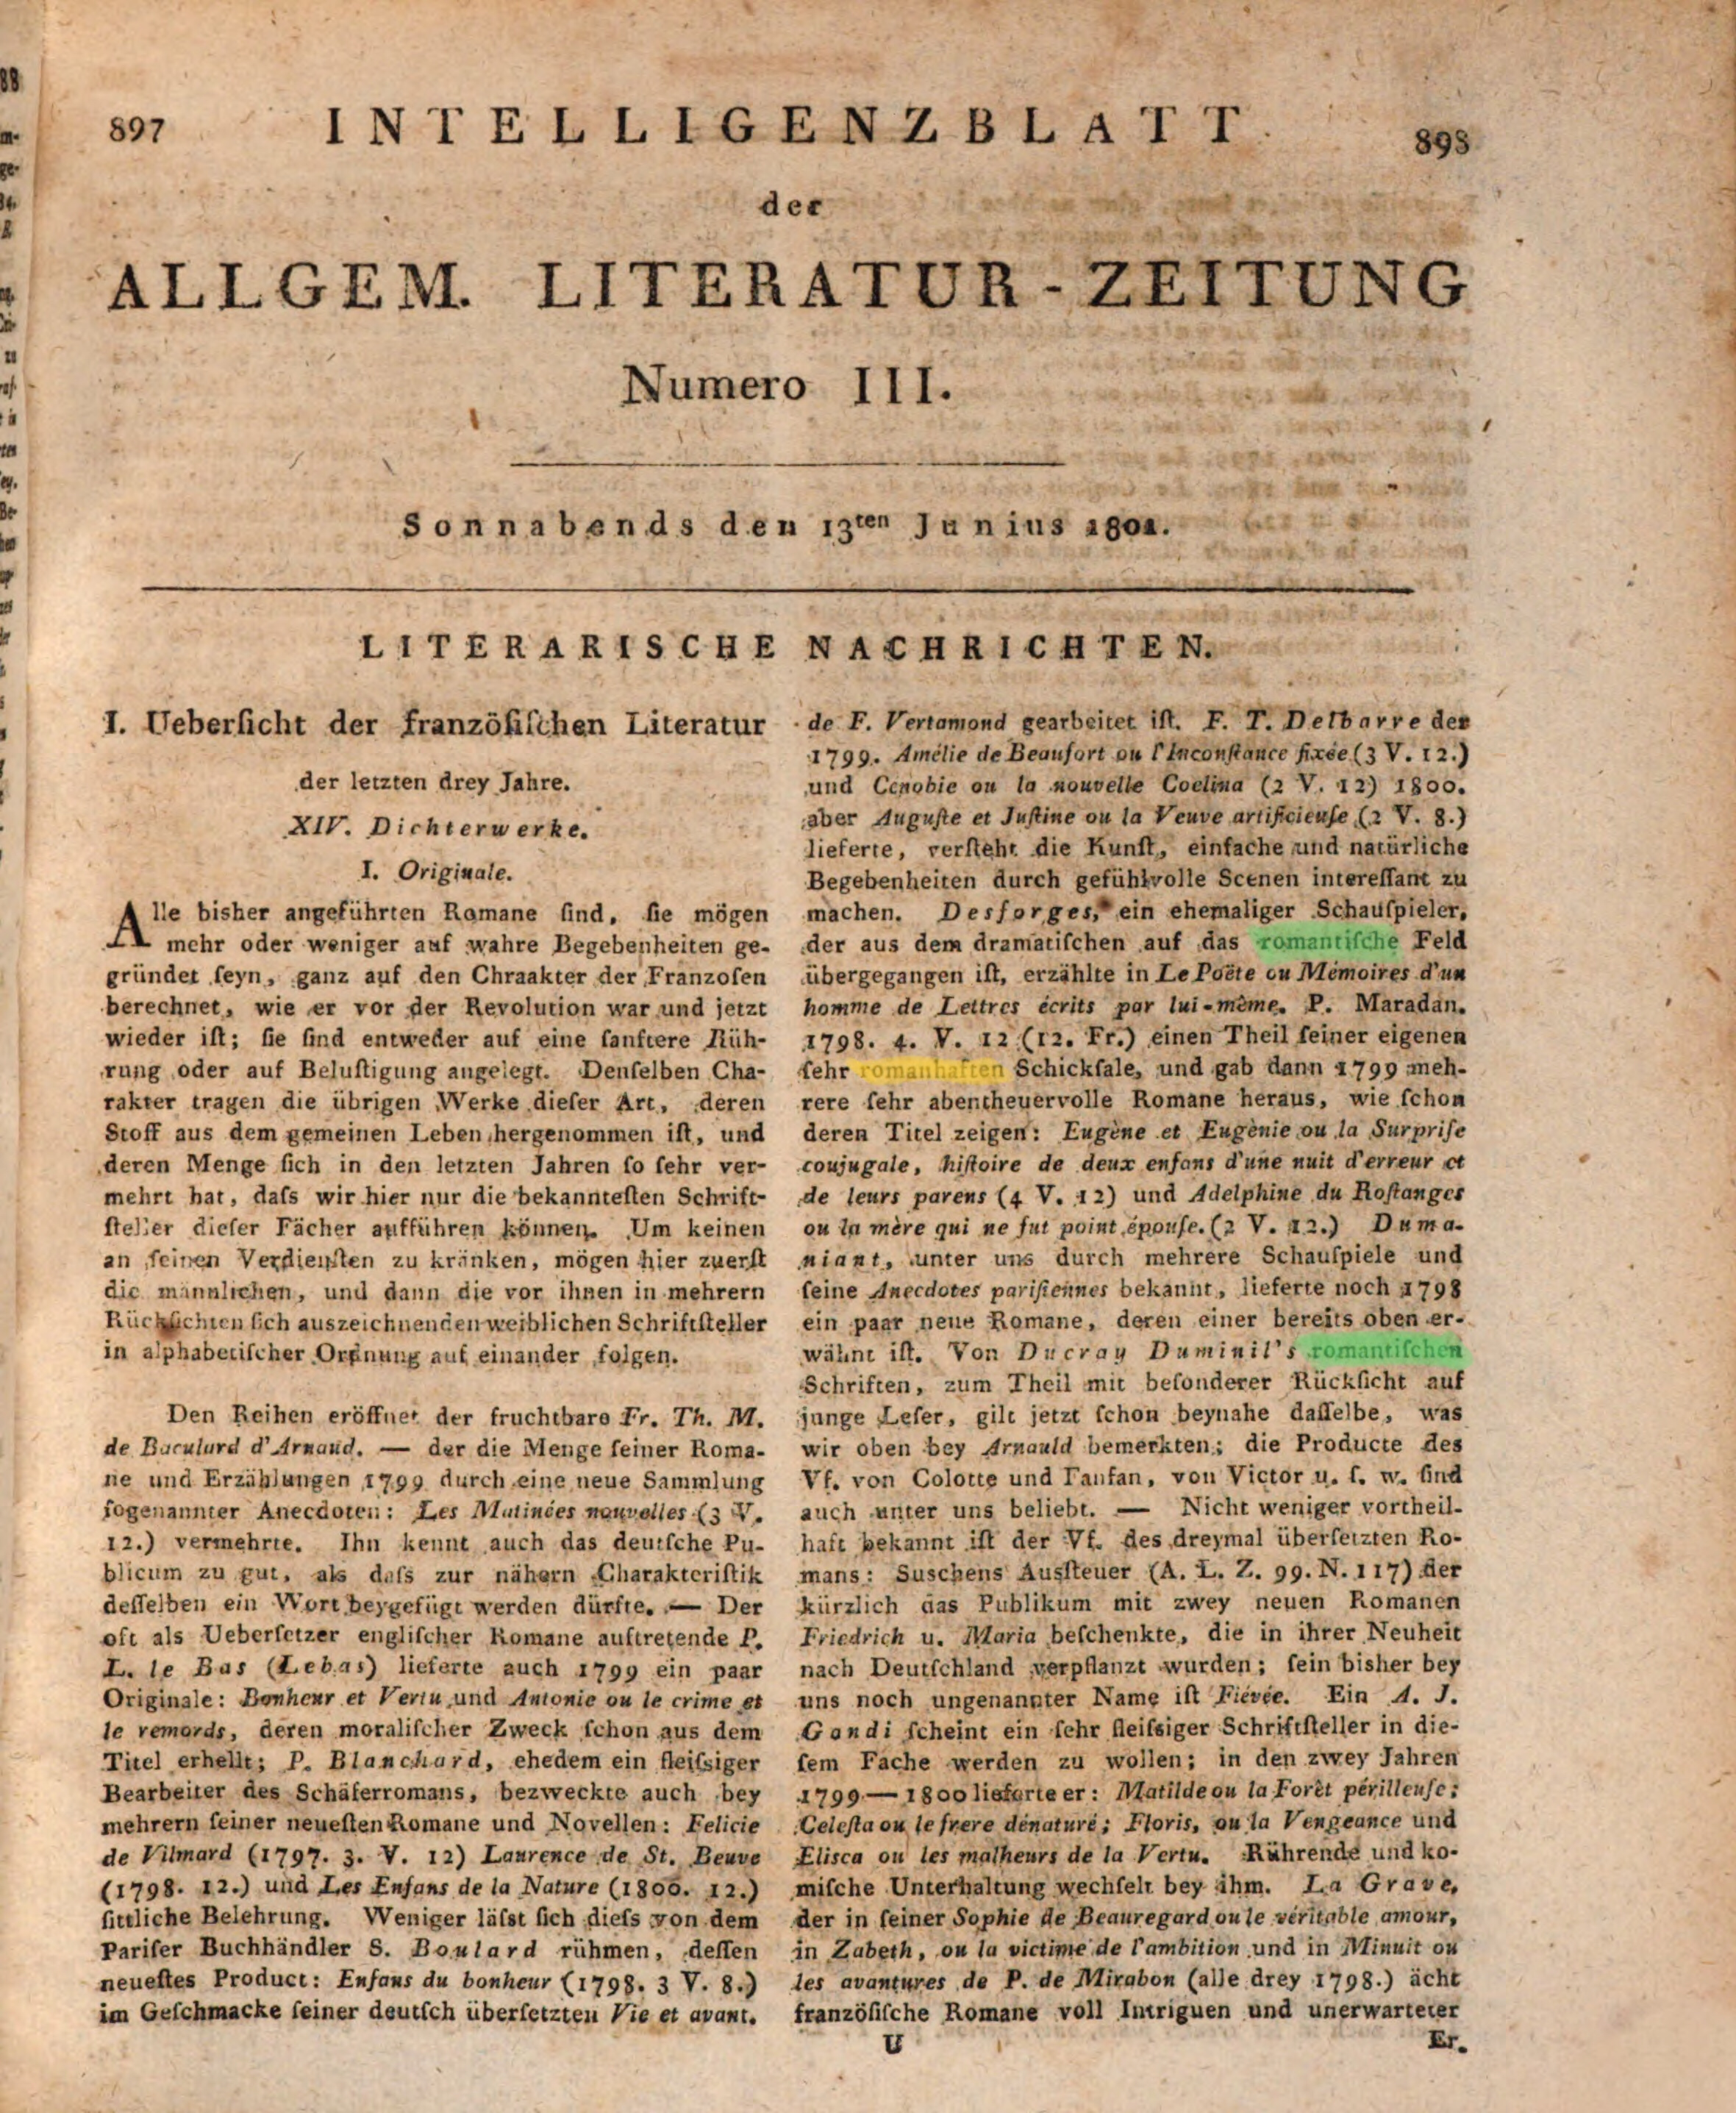 897 INTELLIGENZBLATT 898
der
ALLGEM. LITERATUR-ZEITUNG
Numero III.
Sonnabends den 13ten Junius 1801.
LITERARISCHE NACHRICHTEN.
I. Ueberſicht der franzöſiſchen Literatur
der letzten drey Jahre.
XIV. Dichterwerke.
I. Originale.
Alle bisher angeführten Romane ſind, ſie mögen
mehr oder weniger auf wahre Begebenheiten ge-
gründet ſeyn, ganz auf den Chraakter der Franzoſen
berechnet, wie er vor der Revolution war und jetzt
wieder iſt; ſie ſind entweder auf eine ſanftere Rüh-
rung oder auf Beluſtigung angelegt. Denſelben Cha-
rakter tragen die übrigen Werke dieſer Art, deren
Stoff aus dem gemeinen Leben hergenommen iſt, und
deren Menge ſich in den letzten Jahren ſo ſehr ver-
mehrt hat, daſs wir hier nur die bekannteſten Schrift-
ſteller dieſer Fächer aufführen können. Um keinen
an ſeinen Verdienſten zu kränken, mögen hier zuerſt
die männlichen, und dann die vor ihnen in mehrern
Rückſichten ſich auszeichnenden weiblichen Schriftſteller
in alphabetiſcher Ordnung auf einander folgen.
Den Reihen eröffnet der fruchtbare Fr. Th. M.
de Baculard d'Arnaud. — der die Menge ſeiner Roma-
ne und Erzählungen 1799 durch eine neue Sammlung
ſogenannter Anecdoten: Les Matinées nouvelles (3 V.
12.) vermehrte. Ihn kennt auch das deutſche Pu-
blicum zu gut, als daſs zur nähern Charakteriſtik
deſſelben ein Wort beygefügt werden dürfte. — Der
oft als Ueberſetzer engliſcher Romane auftretende P.
L. le Bas (Lebas) lieferte auch 1799 ein paar
Originale: Bonheur et Vertu und Antonie ou le crime et
le remords, deren moraliſcher Zweck ſchon aus dem
Titel erhellt; P. Blanchard, ehedem ein fleiſsiger
Bearbeiter des Schäferromans, bezweckte auch bey
mehrern ſeiner neueſten Romane und Novellen: Felicie
de Vilmard (1797. 3. V. 12) Laurence de St. Beuve
(1798. 12.) und Les Enfans de la Nature (1800. 12.)
ſittliche Belehrung. Weniger läſst ſich dieſs von dem
Pariſer Buchhändler S. Boulard rühmen, deſſen
neueſtes Product: Enfans du bonheur (1798. 3 V. 8.)
im Geſchmacke ſeiner deutſch überſetzten Vie et avant.
de F. Vertamond gearbeitet iſt. F. T. Delbarre der
1799. Amélie de Beaufort ou l'Inconſtance fixée (3 V. 12.)
und Cenobie ou la nouvelle Coelina (2 V. 12) 1800.
aber Auguſte et Juſtine ou la Veuve artificieuſe (2 V. 8.)
lieferte, verſteht die Kunſt, einfache und natürliche
Begebenheiten durch gefühlvolle Scenen intereſſant zu
machen. Desforges, ein ehemaliger Schauſpieler,
der aus dem dramatiſchen auf das romantiſche Feld
übergegangen iſt, erzählte in Le Poëte ou Mémoires d'un
homme de Lettres écrits par lui-même. P. Maradan.
1798. 4. V. 12 (12. Fr.) einen Theil ſeiner eigenen
ſehr romanhaften Schickſale, und gab dann 1799 meh-
rere ſehr abentheuervolle Romane heraus, wie ſchon
deren Titel zeigen: Eugène et Eugènie ou la Surpriſe
coujugale, hiſtoire de deux enfans d'une nuit d'erreur et
de leurs parens (4 V. 12) und Adelphine du Roſtanges
ou la mère qui ne fut point épouſe. (2 V. 12.) Duma-
niant, unter uns durch mehrere Schauſpiele und
ſeine Anecdotes pariſiennes bekannt, lieferte noch 1798
ein paar neue Romane, deren einer bereits oben er-
wähnt iſt. Von Ducray Duminil's romantiſchen
Schriften, zum Theil mit beſonderer Rückſicht auf
junge Leſer, gilt jetzt ſchon beynahe daſſelbe, was
wir oben bey Arnauld bemerkten; die Producte des
Vf. von Colotte und Fanfan, von Victor u. ſ. w. ſind
auch unter uns beliebt. — Nicht weniger vortheil-
haft bekannt iſt der Vf. des dreymal überſetzten Ro-
mans: Suschens Ausſteuer (A. L. Z. 99. N. 117) der
kürzlich das Publikum mit zwey neuen Romanen
Friedrich u. Maria beſchenkte, die in ihrer Neuheit
nach Deutſchland verpflanzt wurden; ſein bisher bey
uns noch ungenannter Name iſt Fiévée. Ein A. J.
Gandi ſcheint ein ſehr fleiſsiger Schriftſteller in die-
ſem Fache werden zu wollen; in den zwey Jahren
1799 — 1800 lieferte er: Matilde ou la Forêt périlleuſe;
Celeſta ou le frere dénaturé; Floris, ou la Vengeance und
Elisca ou les malheurs de la Vertu. Rührende und ko-
miſche Unterhaltung wechſelt bey ihm. La Grave,
der in ſeiner Sophie de Beauregard ou le véritable amour,
in Zabeth, ou la victime de l'ambition und in Minuit ou
les avantures de P. de Mirabon (alle drey 1798.) ächt
franzöſiſche Romane voll Intriguen und unerwarteter
U Er.